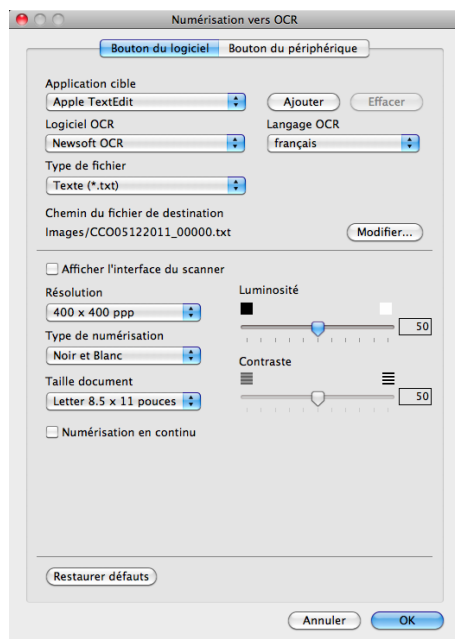 Numérisation vers OCR
Bouton du logiciel Bouton du périphérique
Application cible
Apple TextEdit Ajouter Effacer
Logiciel OCR Langage OCR
Newsoft OCR français
Type de fichier
Texte (*.txt)
Chemin du fichier de destination
Images/CCO05122011_00000.txt Modifier...
Afficher l'interface du scanner
Résolution Luminosité
400 x 400 ppp 50
Type de numérisation
Noir et Blanc Contraste
Taille document
Letter 8.5 x 11 pouces 50
Numérisation en continu
Restaurer défauts
Annuler OK